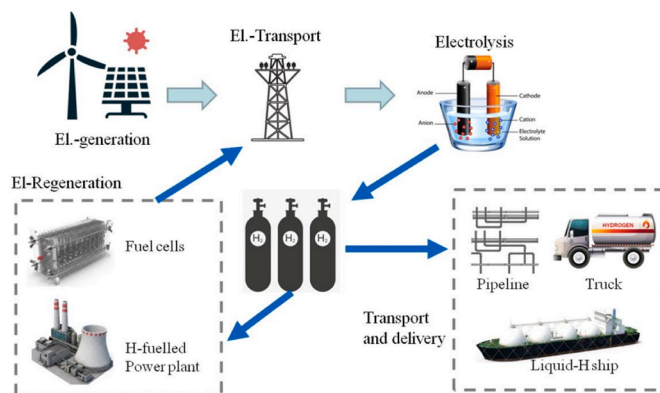 El.-Transport
Electrolysis
El.-generation
Anode
Cathode
Anion
Cation
Electrolyte
Solution
El-Regeneration
Fuel cells
H-fuelled
Power plant
H₂ H₂ H₂
Pipeline
HYDROGEN
Truck
Transport
and delivery
Liquid-H ship